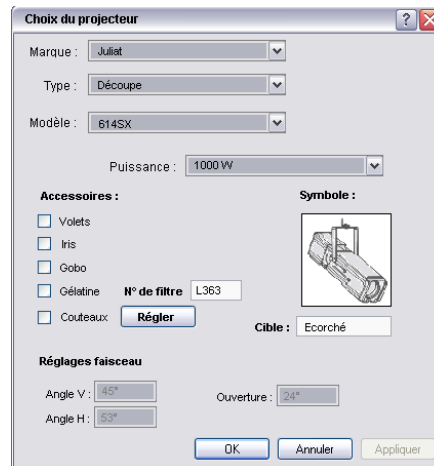 Choix du projecteur
Marque : Juliat
Type : Découpe
Modèle : 614SX
Puissance : 1000 W
Accessoires : Symbole :
Volets
Iris
Gobo
Gélatine N° de filtre L363
Couteaux Régler
Cible : Ecorché
Réglages faisceau
Angle V : 45° Ouverture : 24°
Angle H : 53°
OK Annuler Appliquer